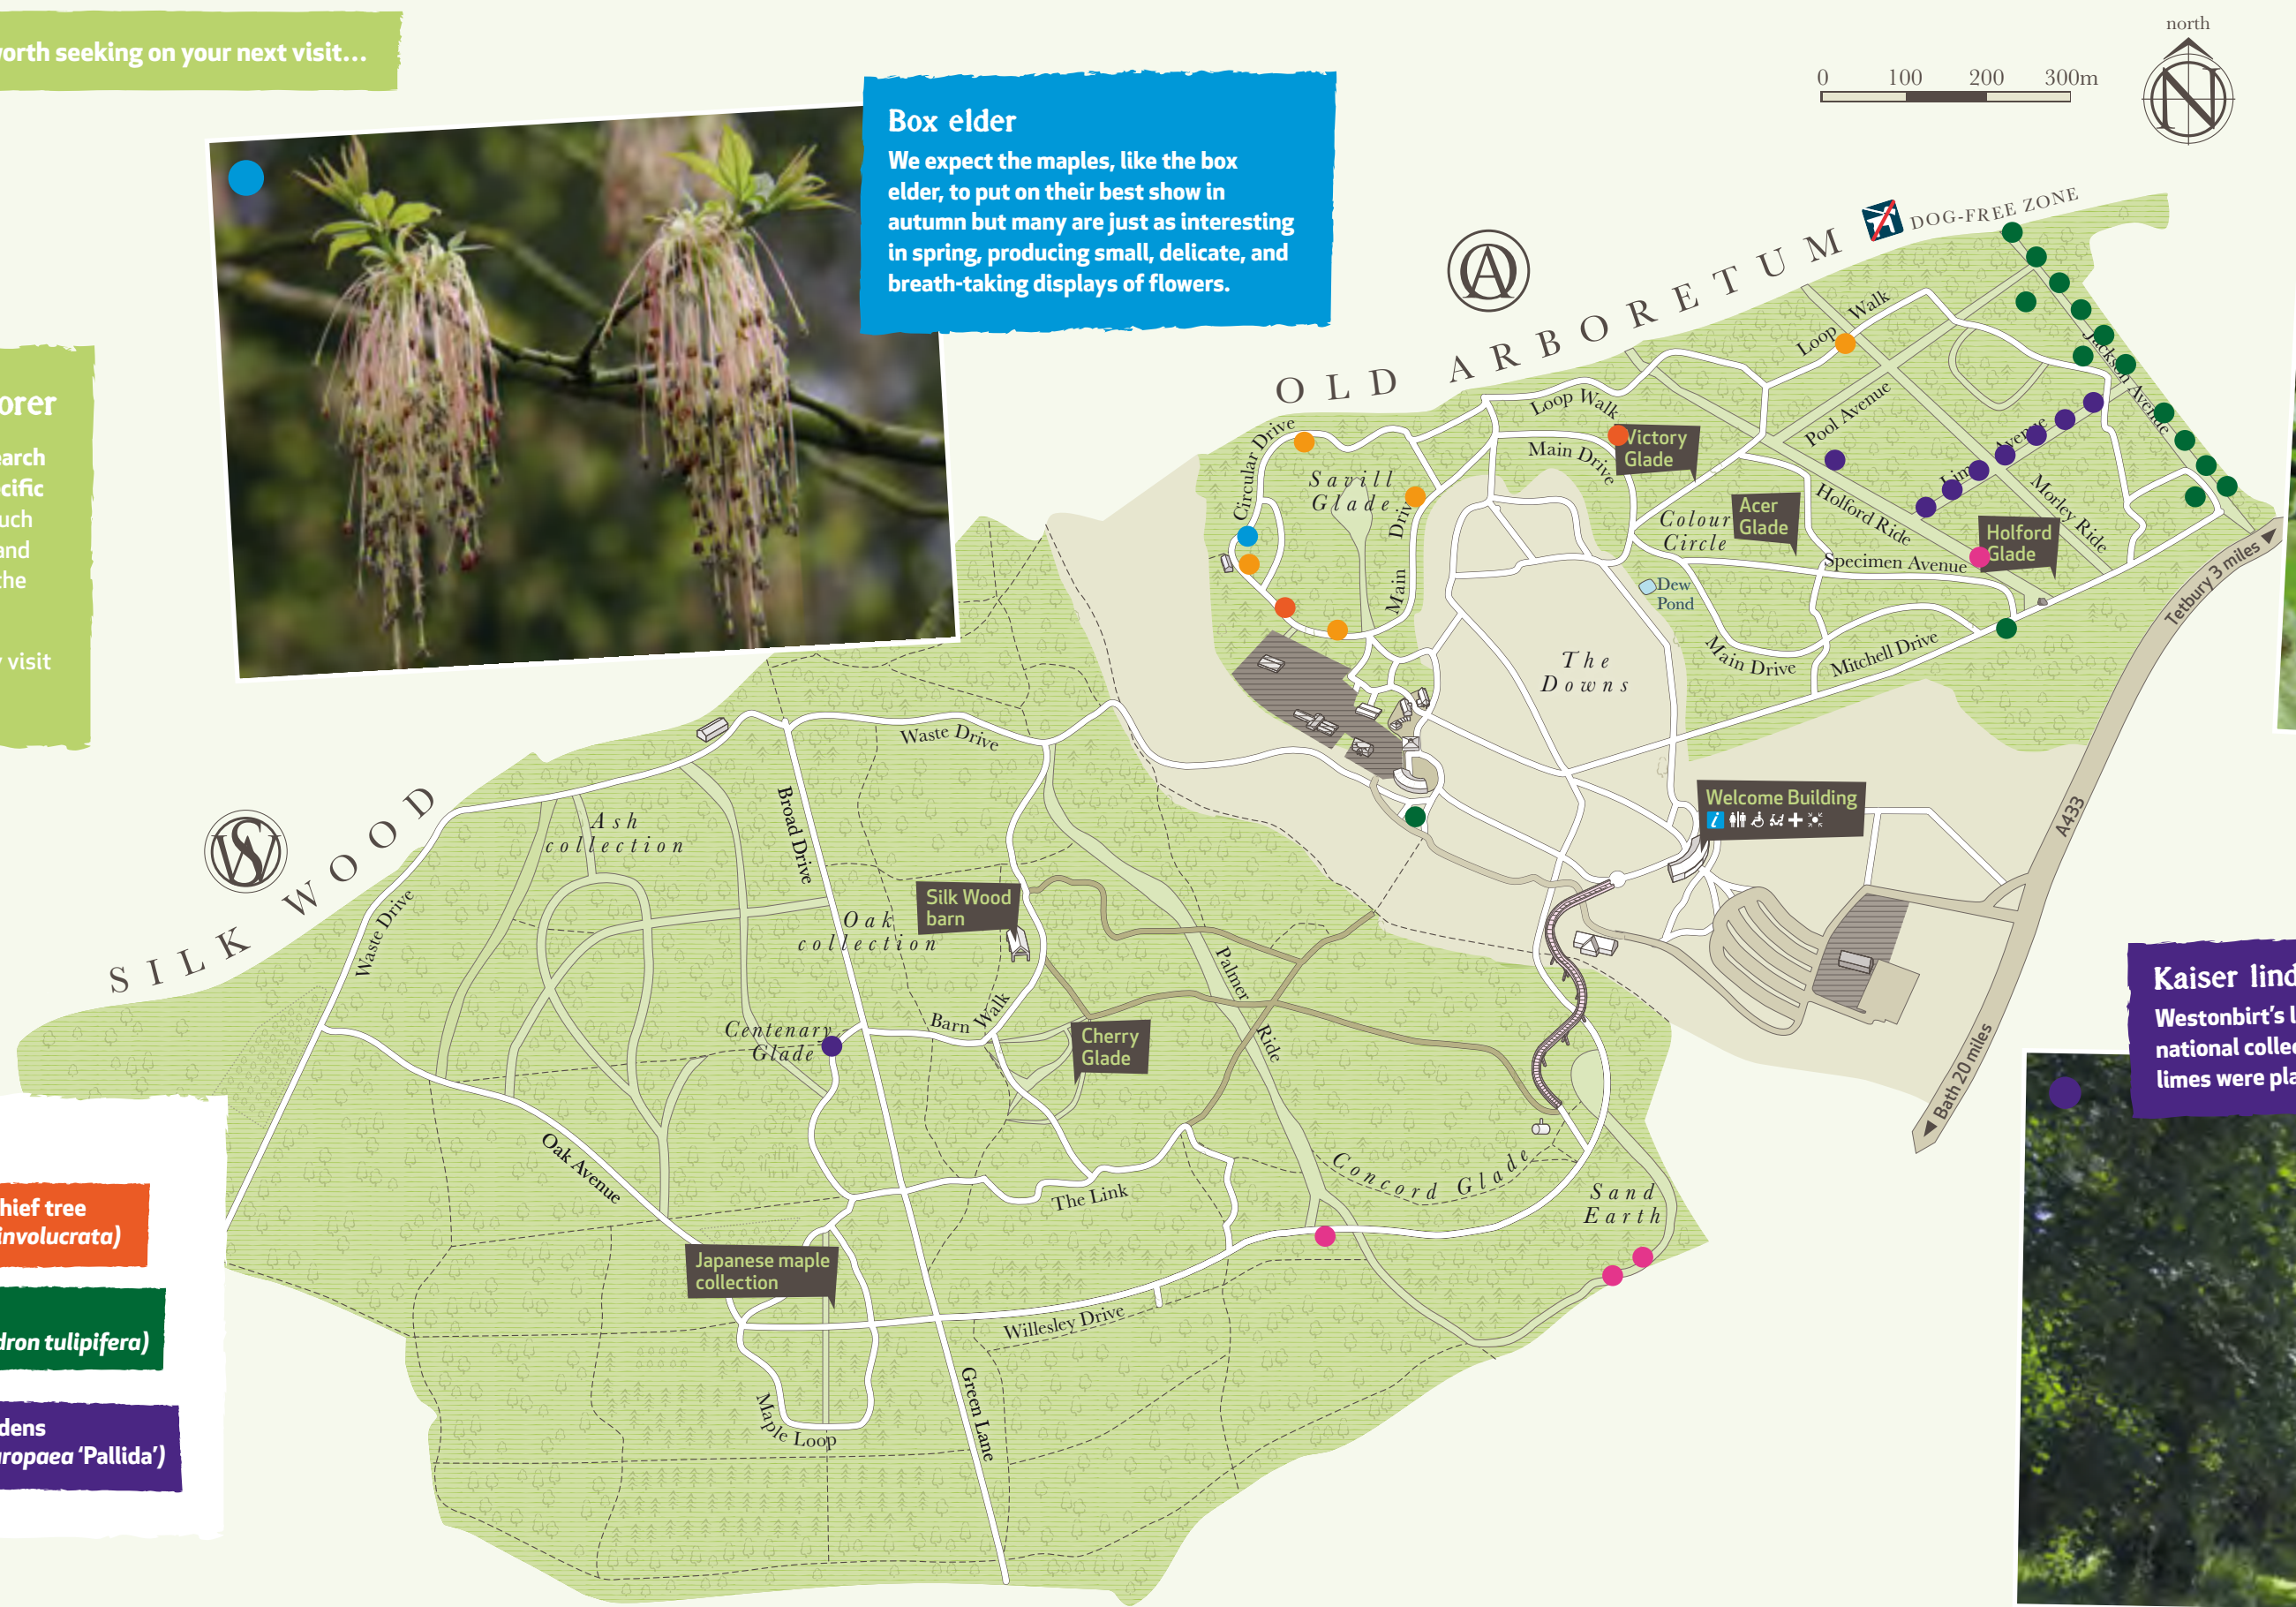 orth seeking on your next visit...
Box elder
We expect the maples, like the box
elder, to put on their best show in
autumn but many are just as interesting
in spring, producing small, delicate, and
breath-taking displays of flowers.
north
0 100 200 300m
N
orer
earch
cific
uch
and
the
visit
OLD ARBORETUM
A
DOG-FREE ZONE
Loop Walk
Jackson Avenue
Pool Avenue
Lime Avenue
Morley Ride
Holford Ride
Holford
Glade
Specimen Avenue
Acer
Glade
Victory
Glade
Loop Walk
Main Drive
Colour
Circle
Dew
Pond
Main Drive
Mitchell Drive
Circular Drive
Savill
Glade
Main Drive
The
Downs
Tetbury 3 miles
A433
Bath 20 miles
Welcome Building
i
SILK WOOD
WS
Waste Drive
Waste Drive
Ash
collection
Broad Drive
Oak
collection
Silk Wood
barn
Barn Walk
Centenary
Glade
Cherry
Glade
Palmer Ride
Oak Avenue
The Link
Concord Glade
Sand
Earth
Japanese maple
collection
Willesley Drive
Maple Loop
Green Lane
hief tree
involucrata)
dron tulipifera)
dens
uropaea 'Pallida')
Kaiser lind
Westonbirt's l
national collec
limes were pla